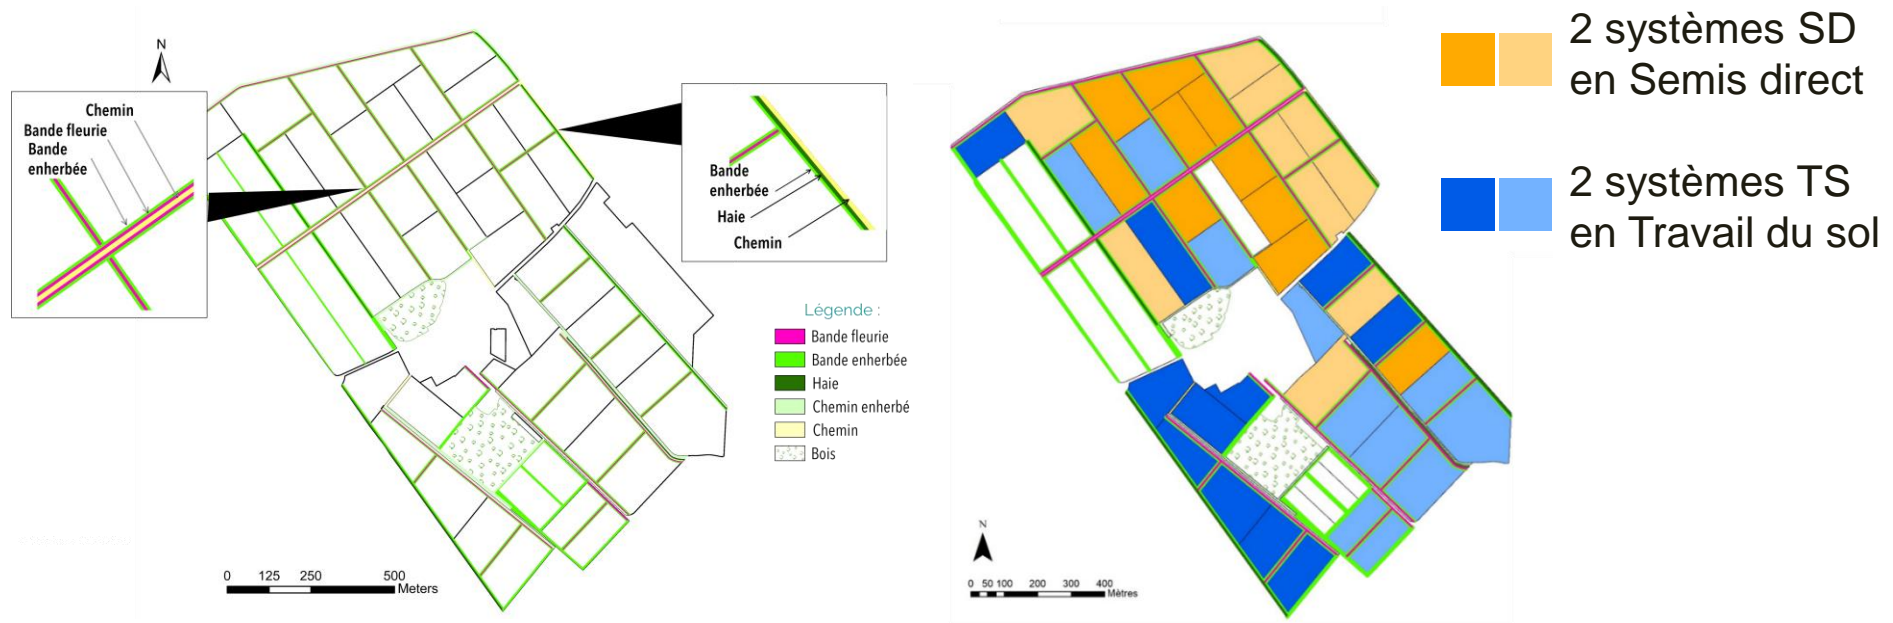 N
Chemin
Bande fleurie
Bande
enherbée
Bande
enherbée
Haie
Chemin
Légende :
Bande fleurie
Bande enherbée
Haie
Chemin enherbé
Chemin
Bois
0 125 250 500
Meters
N
0 50 100 200 300 400
Mètres
2 systèmes SD
en Semis direct
2 systèmes TS
en Travail du sol